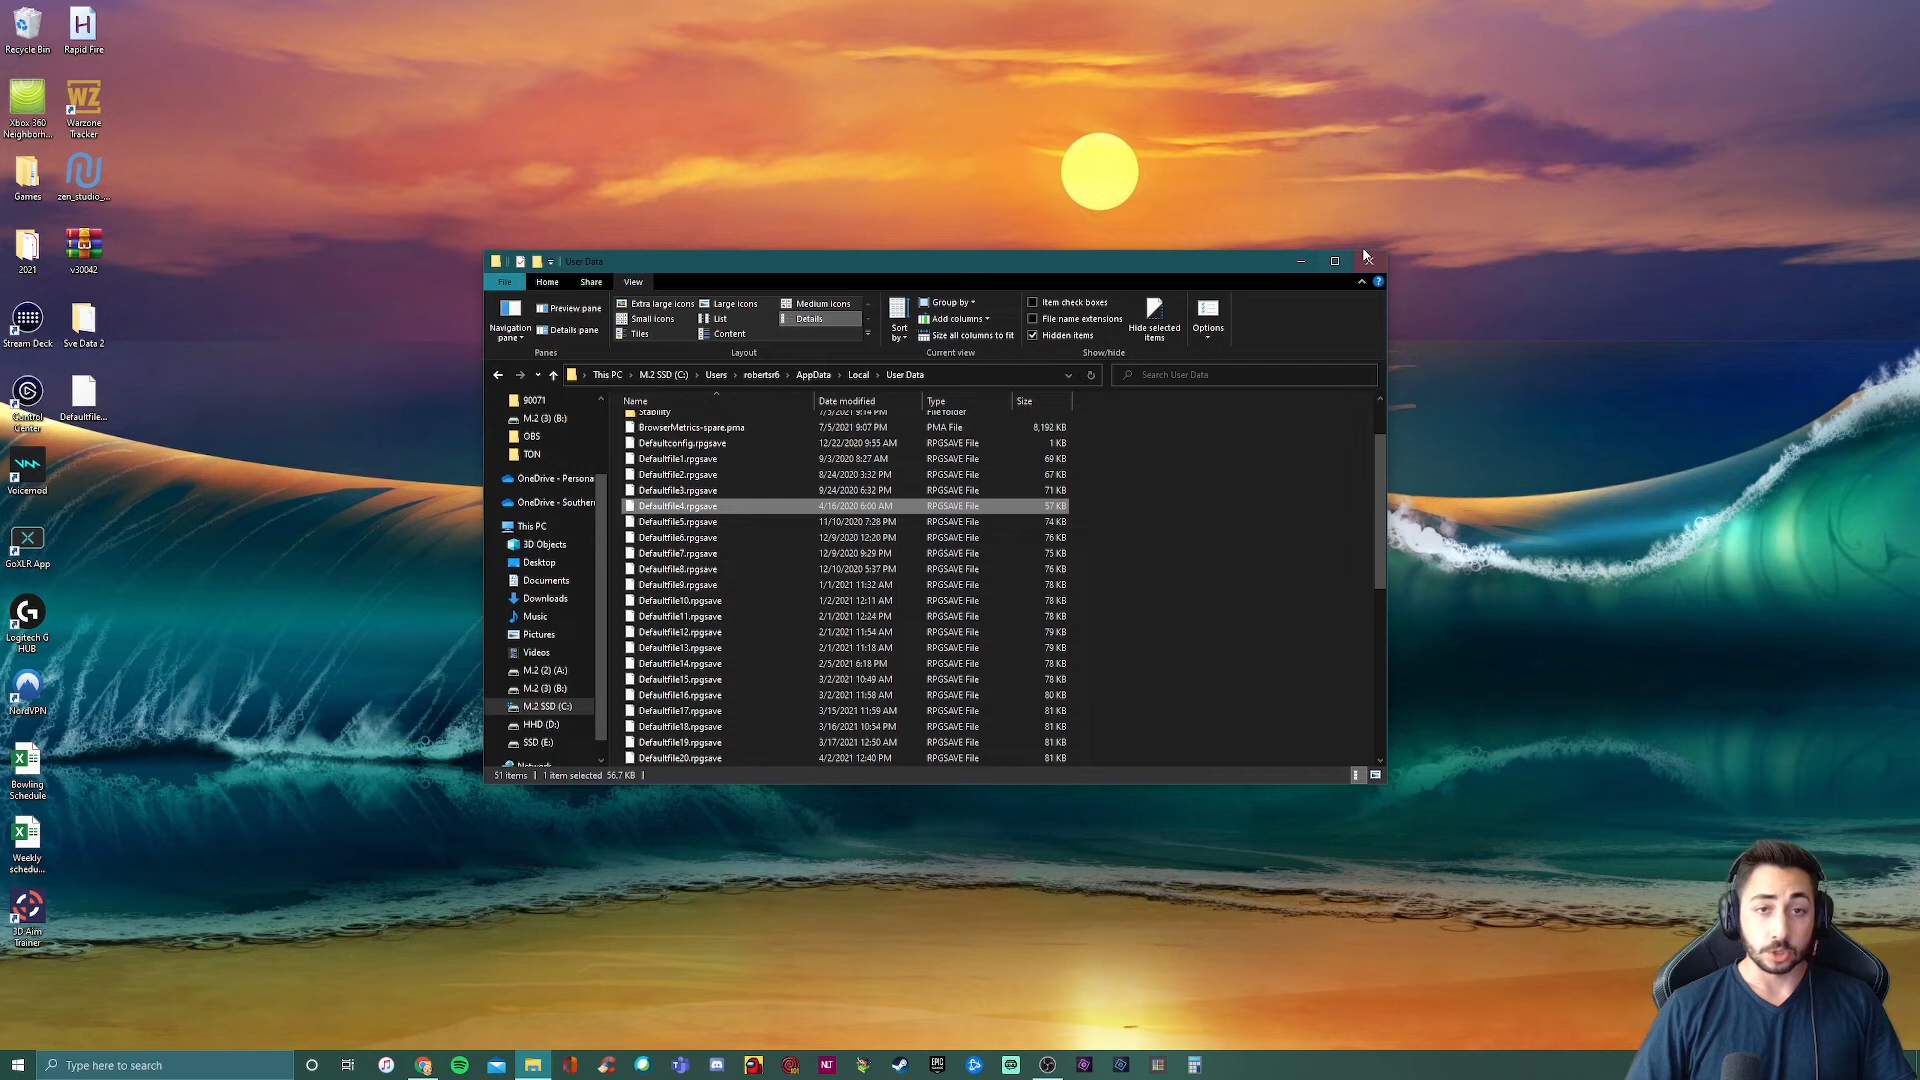 Recycle Bin
Rapid Fire
WZ
Xbox 360 Neighborh...
Warzone Tracker
Games
zen_studio_...
2021
v30042
Stream Deck
Sve Data 2
Control Center
Defaultfile...
Voicemod
GoXLR App
Logitech G HUB
NordVPN
Bowling Schedule
Weekly schedu...
3D Aim Trainer
User Data
File Home Share View
Navigation pane
Preview pane
Details pane
Panes
Extra large icons Large icons Medium icons
Small icons List Details
Tiles Content
Layout
Sort by
Group by
Add columns
Size all columns to fit
Current view
Item check boxes
File name extensions
Hidden items
Hide selected items
Show/hide
Options
This PC M.2 SSD (C:) Users robertsr6 AppData Local User Data
Search User Data
90071
M.2 (3) (B:)
OBS
TON
OneDrive - Persona
OneDrive - Southern
This PC
3D Objects
Desktop
Documents
Downloads
Music
Pictures
Videos
M.2 (2) (A:)
M.2 (3) (B:)
M.2 SSD (C:)
HHD (D:)
SSD (E:)
Network
Name Date modified Type Size
Stability 7/5/2021 9:14 PM File folder
BrowserMetrics-spare.pma 7/5/2021 9:07 PM PMA File 8,192 KB
Defaultconfig.rpgsave 12/22/2020 9:55 AM RPGSAVE File 1 KB
Defaultfile1.rpgsave 9/3/2020 8:27 AM RPGSAVE File 69 KB
Defaultfile2.rpgsave 8/24/2020 3:32 PM RPGSAVE File 67 KB
Defaultfile3.rpgsave 9/24/2020 6:32 PM RPGSAVE File 71 KB
Defaultfile4.rpgsave 4/16/2020 6:00 AM RPGSAVE File 57 KB
Defaultfile5.rpgsave 11/10/2020 7:28 PM RPGSAVE File 74 KB
Defaultfile6.rpgsave 12/9/2020 12:20 PM RPGSAVE File 76 KB
Defaultfile7.rpgsave 12/9/2020 9:29 PM RPGSAVE File 75 KB
Defaultfile8.rpgsave 12/10/2020 5:37 PM RPGSAVE File 76 KB
Defaultfile9.rpgsave 1/1/2021 11:32 AM RPGSAVE File 78 KB
Defaultfile10.rpgsave 1/2/2021 12:11 AM RPGSAVE File 78 KB
Defaultfile11.rpgsave 2/1/2021 12:24 PM RPGSAVE File 78 KB
Defaultfile12.rpgsave 2/1/2021 11:54 AM RPGSAVE File 79 KB
Defaultfile13.rpgsave 2/1/2021 11:18 AM RPGSAVE File 79 KB
Defaultfile14.rpgsave 2/5/2021 6:18 PM RPGSAVE File 78 KB
Defaultfile15.rpgsave 3/2/2021 10:49 AM RPGSAVE File 78 KB
Defaultfile16.rpgsave 3/2/2021 11:58 AM RPGSAVE File 80 KB
Defaultfile17.rpgsave 3/15/2021 11:59 AM RPGSAVE File 81 KB
Defaultfile18.rpgsave 3/16/2021 10:54 PM RPGSAVE File 81 KB
Defaultfile19.rpgsave 3/17/2021 12:50 AM RPGSAVE File 81 KB
Defaultfile20.rpgsave 4/2/2021 12:40 PM RPGSAVE File 81 KB
51 items 1 item selected 56.7 KB
Type here to search
NLT